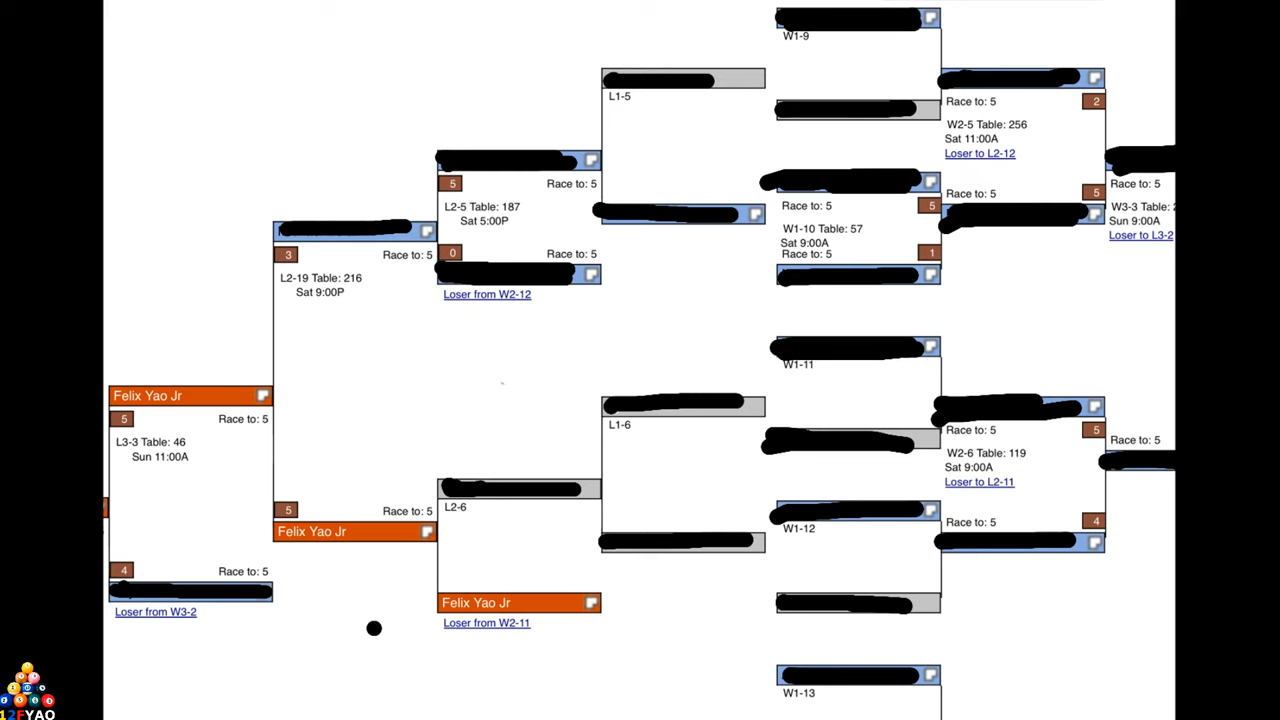 W1-9
L1-5
Race to: 5
2
W2-5 Table: 256
Sat 11:00A
Loser to L2-12
5
Race to: 5
L2-5 Table: 187
Sat 5:00P
0
Race to: 5
Loser from W2-12
Race to: 5
5
W1-10 Table: 57
Sat 9:00A
Race to: 5
1
Race to: 5
5
Race to: 5
W3-3 Table:
Sun 9:00A
Loser to L3-2
3
Race to: 5
L2-19 Table: 216
Sat 9:00P
5
Race to: 5
Felix Yao Jr
W1-11
Felix Yao Jr
5
Race to: 5
L3-3 Table: 46
Sun 11:00A
4
Race to: 5
Loser from W3-2
L1-6
Race to: 5
5
W2-6 Table: 119
Sat 9:00A
Loser to L2-11
Race to: 5
4
Race to: 5
L2-6
Felix Yao Jr
Loser from W2-11
W1-12
W1-13
12FYAO